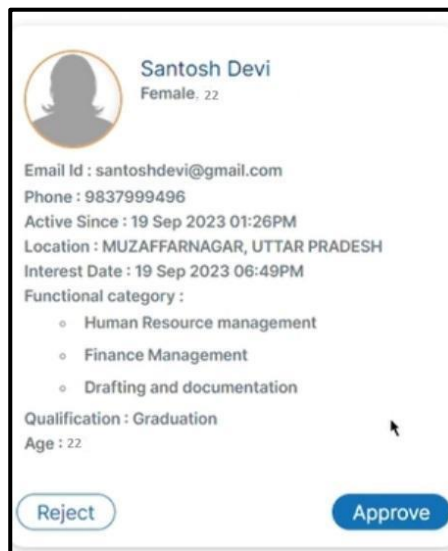 Santosh Devi
Female, 22
Email Id : santoshdevi@gmail.com
Phone : 9837999496
Active Since : 19 Sep 2023 01:26PM
Location : MUZAFFARNAGAR, UTTAR PRADESH
Interest Date : 19 Sep 2023 06:49PM
Functional category :
Human Resource management
Finance Management
Drafting and documentation
Qualification : Graduation
Age : 22
Reject Approve